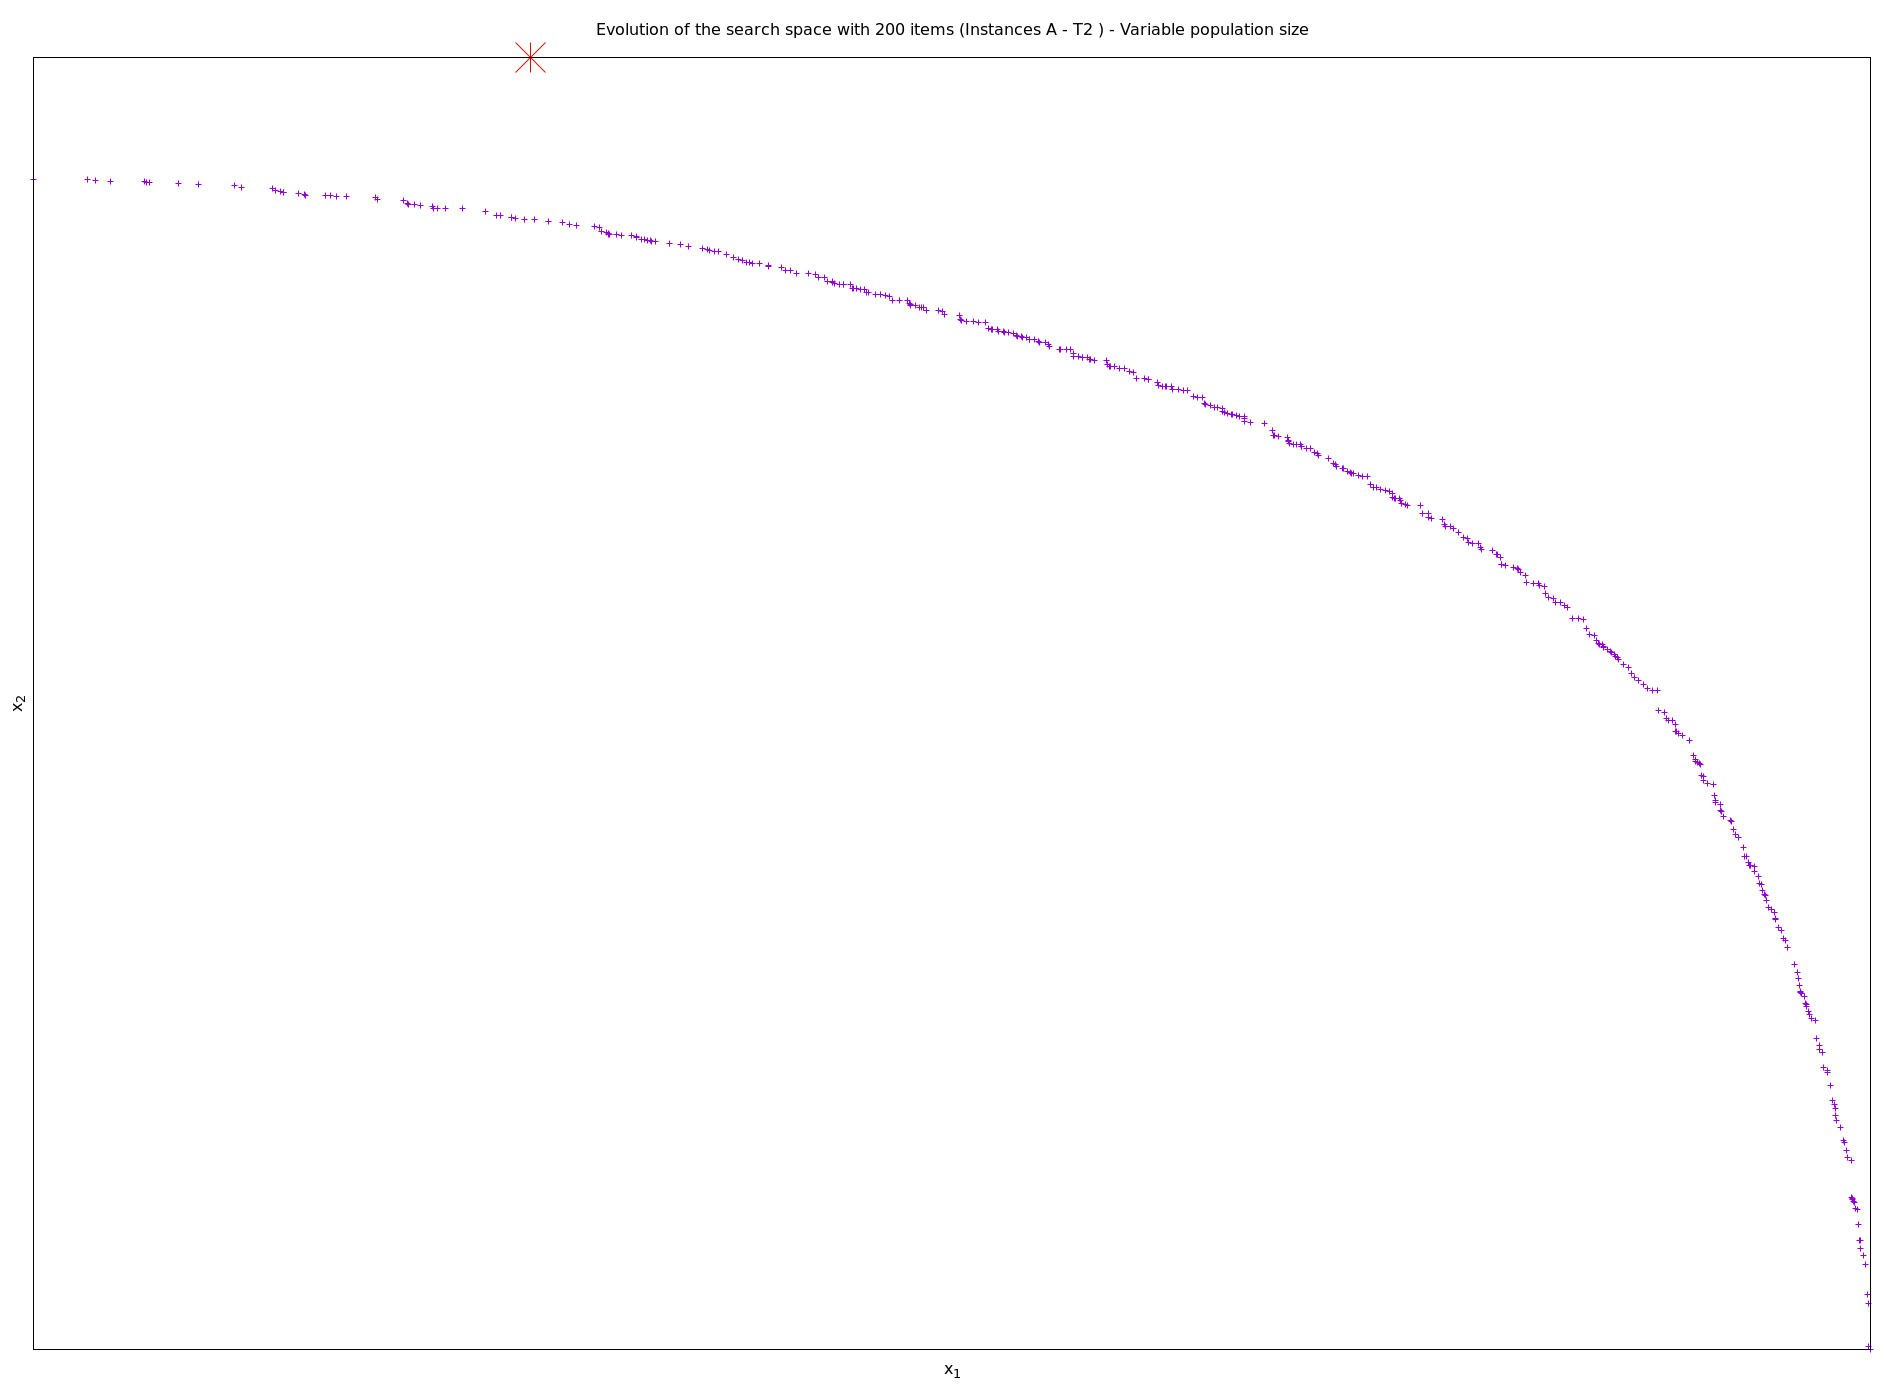 Evolution of the search space with 200 items (Instances A - T2 ) - Variable population size
x2
x1